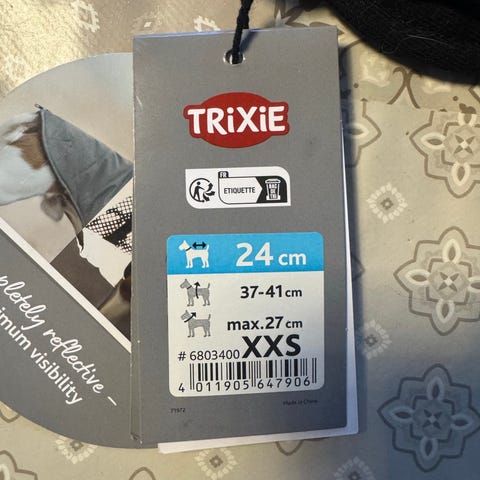 TRiXiE
FR
ETIQUETTE
24 cm
37-41 cm
max.27 cm
# 6803400 XXS
4 011905 647906
71972
Made in China
pletely reflective –
imum visibility